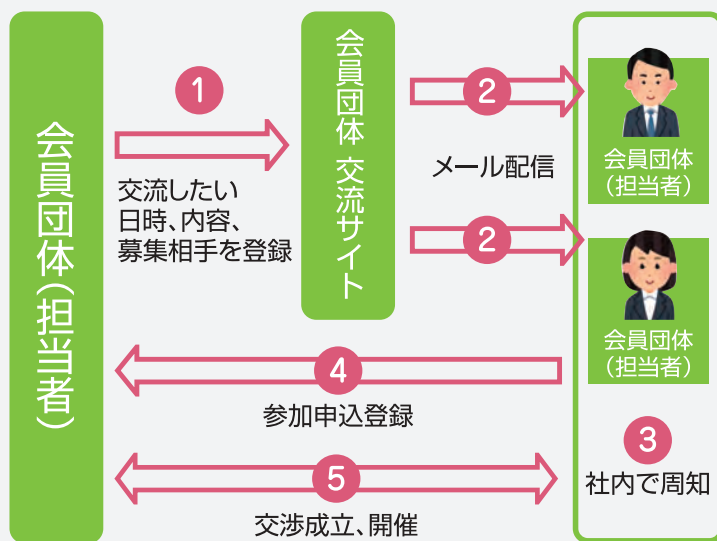 会員団体(担当者)
①
交流したい
日時、内容、
募集相手を登録
会員団体 交流サイト
②
メール配信
②
会員団体
(担当者)
会員団体
(担当者)
③
社内で周知
④
参加申込登録
⑤
交渉成立、開催